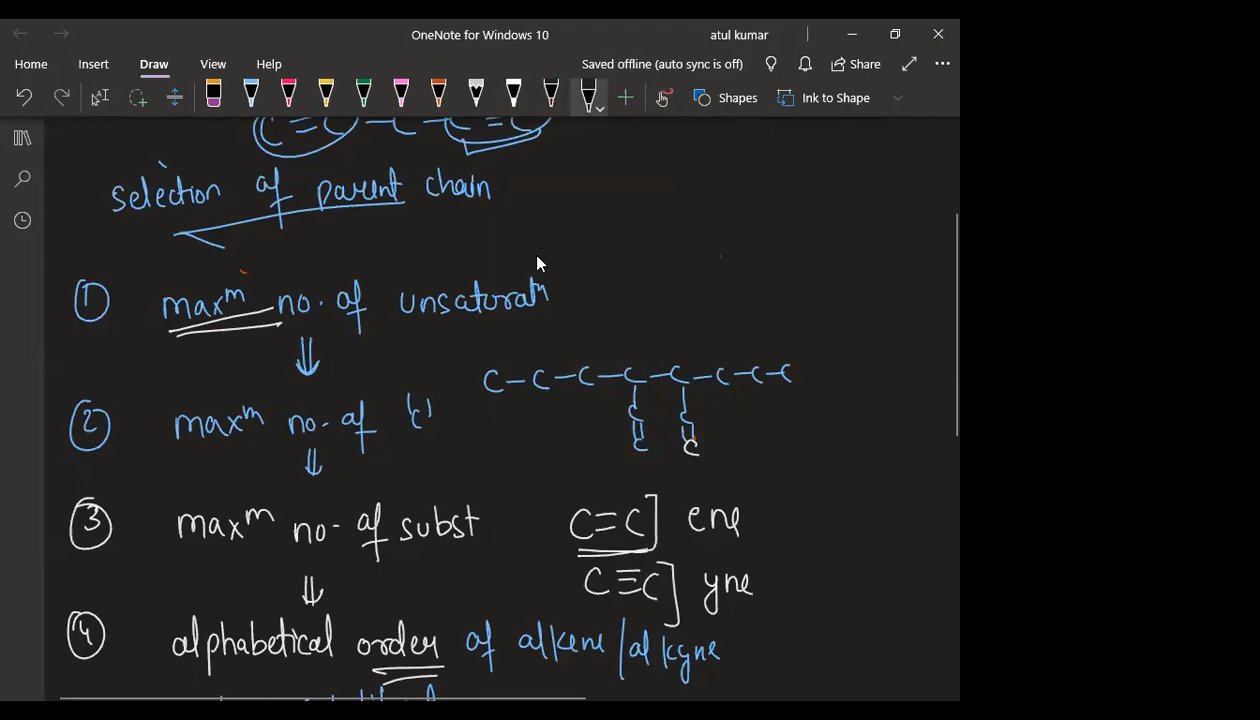 OneNote for Windows 10
atul kumar
Home Insert Draw View Help
Saved offline (auto sync is off)
Share
Shapes
Ink to Shape
C=C-C-C=C
selection of parent chain
① maxᵐ no. of unsaturatⁿ
C-C-C-C-C-C-C-C
② maxᵐ no. of 'c'
C C
|| ||
C C
③ maxᵐ no. of subst
C=C] ene
C≡C] yne
④ alphabetical order of alkene/alkyne